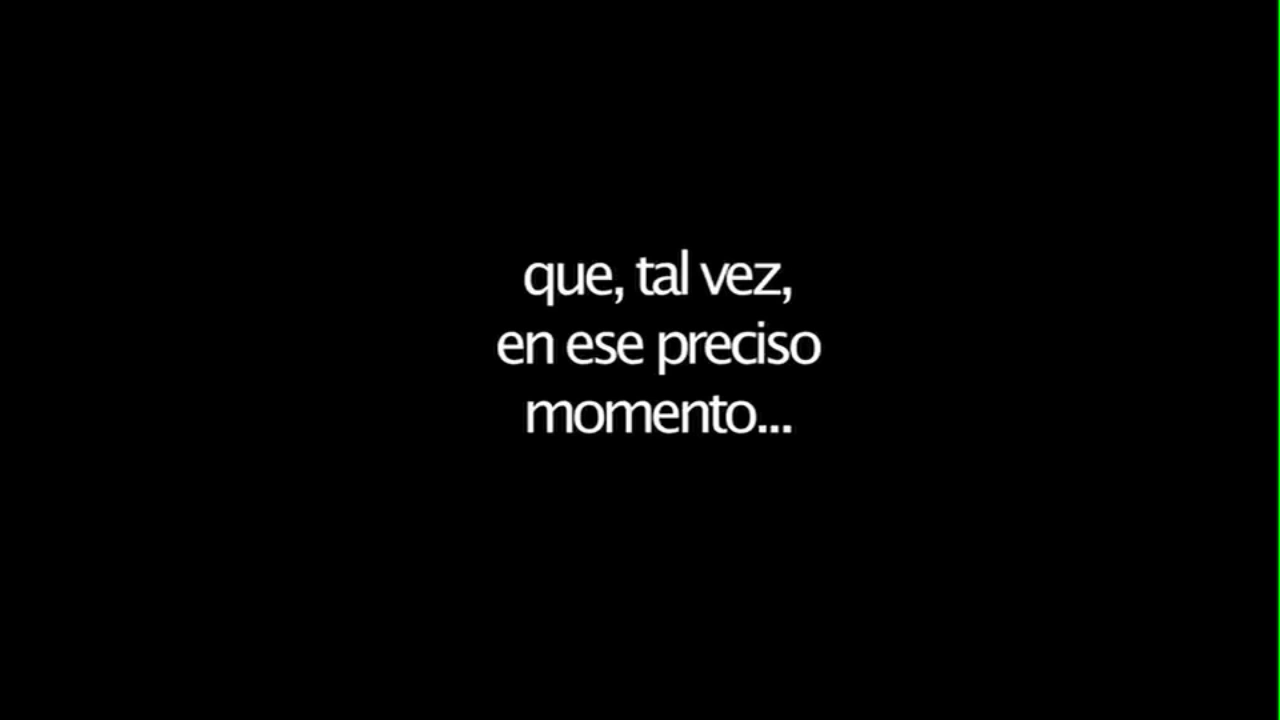 que, tal vez,
en ese preciso
momento...